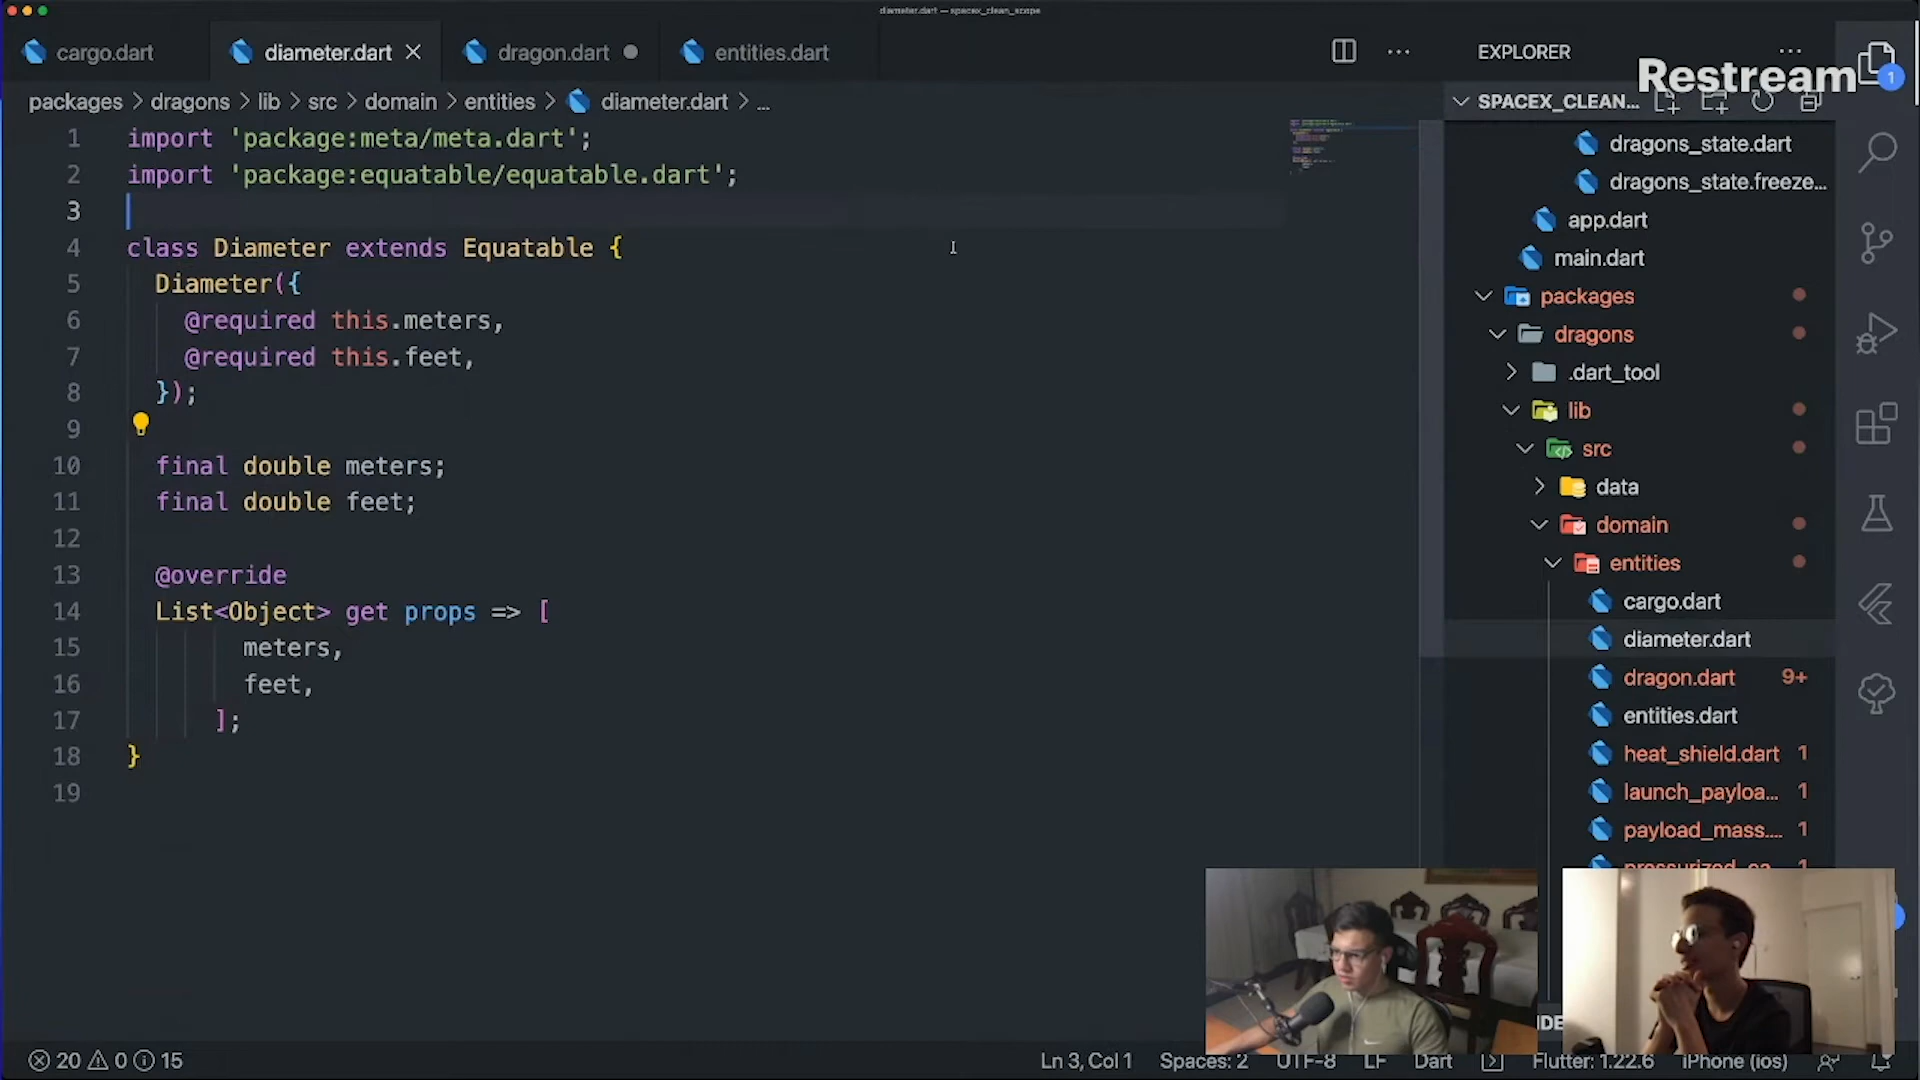 diameter.dart — spacex_clean_scope
cargo.dart
diameter.dart
dragon.dart
entities.dart
EXPLORER
Restream
1
packages > dragons > lib > src > domain > entities > diameter.dart > ...
SPACEX_CLEAN...
1 import 'package:meta/meta.dart';
2 import 'package:equatable/equatable.dart';
3
4 class Diameter extends Equatable {
5 Diameter({
6 @required this.meters,
7 @required this.feet,
8 });
9
10 final double meters;
11 final double feet;
12
13 @override
14 List<Object> get props => [
15 meters,
16 feet,
17 ];
18 }
19
dragons_state.dart
dragons_state.freeze...
app.dart
main.dart
packages
dragons
.dart_tool
lib
src
data
domain
entities
cargo.dart
diameter.dart
dragon.dart 9+
entities.dart
heat_shield.dart 1
launch_payloa... 1
payload_mass.... 1
pressurized_ca... 1
20 0 15
Ln 3, Col 1
Spaces: 2
UTF-8
LF
Dart
Flutter: 1.22.6
iPhone (ios)